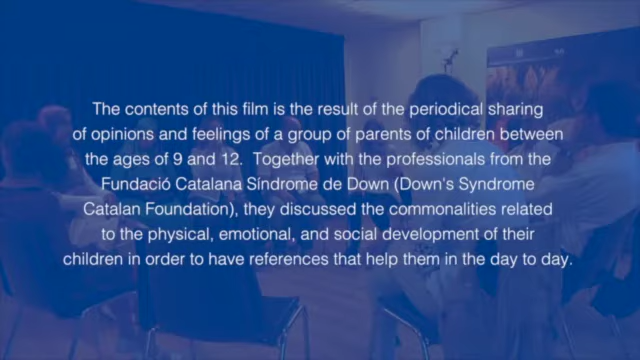 The contents of this film is the result of the periodical sharing
of opinions and feelings of a group of parents of children between
the ages of 9 and 12. Together with the professionals from the
Fundació Catalana Síndrome de Down (Down's Syndrome
Catalan Foundation), they discussed the commonalities related
to the physical, emotional, and social development of their
children in order to have references that help them in the day to day.